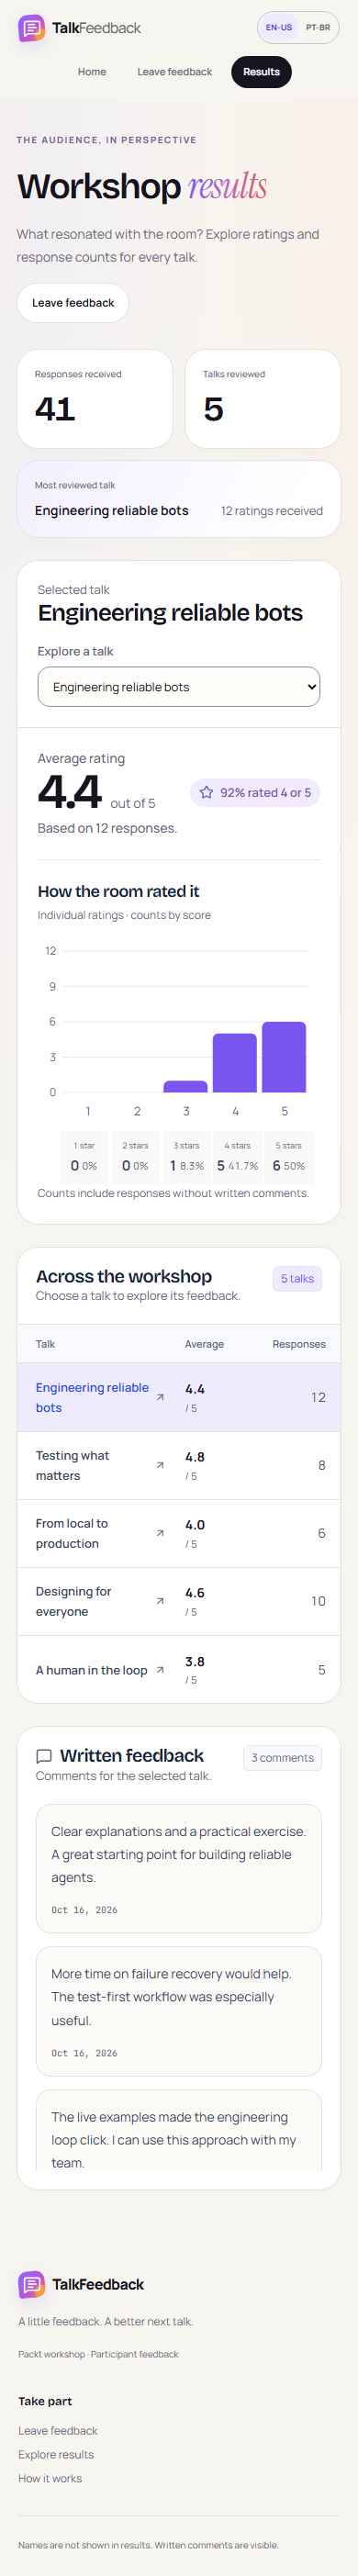 TalkFeedback
EN-US PT-BR
Home Leave feedback Results
THE AUDIENCE, IN PERSPECTIVE
Workshop results
What resonated with the room? Explore ratings and
response counts for every talk.
Leave feedback
Responses received
41
Talks reviewed
5
Most reviewed talk
Engineering reliable bots 12 ratings received
Selected talk
Engineering reliable bots
Explore a talk
Engineering reliable bots
Average rating
4.4 out of 5
92% rated 4 or 5
Based on 12 responses.
How the room rated it
Individual ratings · counts by score
12
9
6
3
0
1 2 3 4 5
1 star 2 stars 3 stars 4 stars 5 stars
0 0% 0 0% 1 8.3% 5 41.7% 6 50%
Counts include responses without written comments.
Across the workshop
5 talks
Choose a talk to explore its feedback.
Talk Average Responses
Engineering reliable
bots
4.4
/ 5
12
Testing what
matters
4.8
/ 5
8
From local to
production
4.0
/ 5
6
Designing for
everyone
4.6
/ 5
10
A human in the loop
3.8
/ 5
5
Written feedback
3 comments
Comments for the selected talk.
Clear explanations and a practical exercise.
A great starting point for building reliable
agents.
Oct 16, 2026
More time on failure recovery would help.
The test-first workflow was especially
useful.
Oct 16, 2026
The live examples made the engineering
loop click. I can use this approach with my
team.
TalkFeedback
A little feedback. A better next talk.
Packt workshop · Participant feedback
Take part
Leave feedback
Explore results
How it works
Names are not shown in results. Written comments are visible.